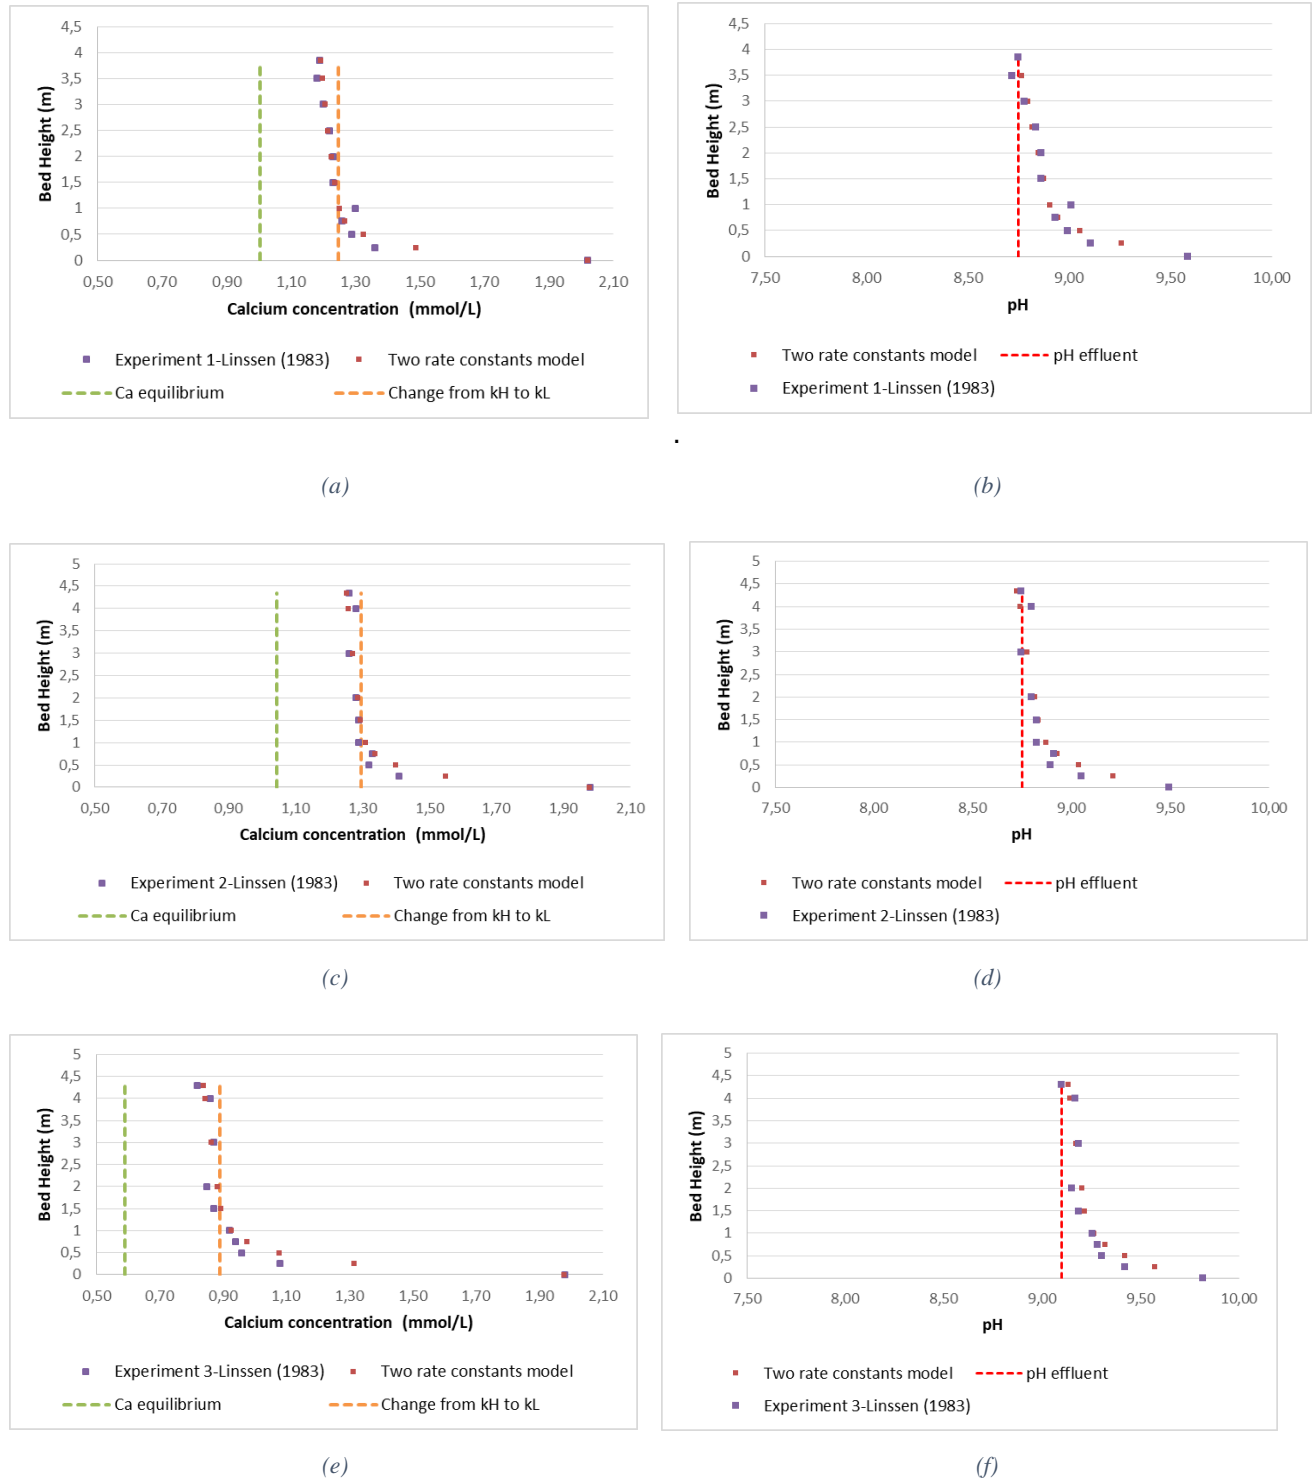 4,5
4
3,5
3
2,5
2
1,5
1
0,5
0
Bed Height (m)
0,50 0,70 0,90 1,10 1,30 1,50 1,70 1,90 2,10
Calcium concentration (mmol/L)
Experiment 1-Linssen (1983) Two rate constants model
Ca equilibrium Change from kH to kL
(a)
4,5
4
3,5
3
2,5
2
1,5
1
0,5
0
Bed Height (m)
7,50 8,00 8,50 9,00 9,50 10,00
pH
Two rate constants model pH effluent
Experiment 1-Linssen (1983)
.
(b)
5
4,5
4
3,5
3
2,5
2
1,5
1
0,5
0
Bed Height (m)
0,50 0,70 0,90 1,10 1,30 1,50 1,70 1,90 2,10
Calcium concentration (mmol/L)
Experiment 2-Linssen (1983) Two rate constants model
Ca equilibrium Change from kH to kL
(c)
5
4,5
4
3,5
3
2,5
2
1,5
1
0,5
0
Bed Height (m)
7,50 8,00 8,50 9,00 9,50 10,00
pH
Two rate constants model pH effluent
Experiment 2-Linssen (1983)
(d)
5
4,5
4
3,5
3
2,5
2
1,5
1
0,5
0
Bed Height (m)
0,50 0,70 0,90 1,10 1,30 1,50 1,70 1,90 2,10
Calcium concentration (mmol/L)
Experiment 3-Linssen (1983) Two rate constants model
Ca equilibrium Change from kH to kL
(e)
5
4,5
4
3,5
3
2,5
2
1,5
1
0,5
0
Bed Height (m)
7,50 8,00 8,50 9,00 9,50 10,00
pH
Two rate constants model pH effluent
Experiment 3-Linssen (1983)
(f)